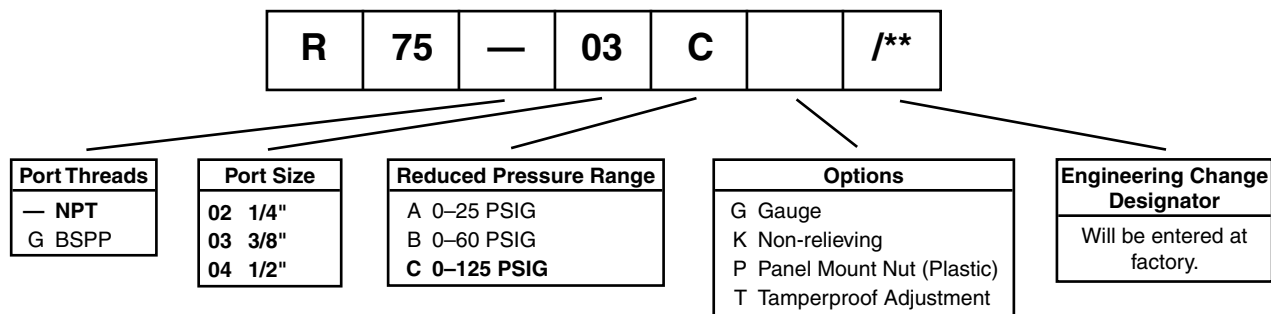 R 75 — 03 C /**
Port Threads
— NPT
G BSPP
Port Size
02 1/4"
03 3/8"
04 1/2"
Reduced Pressure Range
A 0–25 PSIG
B 0–60 PSIG
C 0–125 PSIG
Options
G Gauge
K Non-relieving
P Panel Mount Nut (Plastic)
T Tamperproof Adjustment
Engineering Change
Designator
Will be entered at
factory.